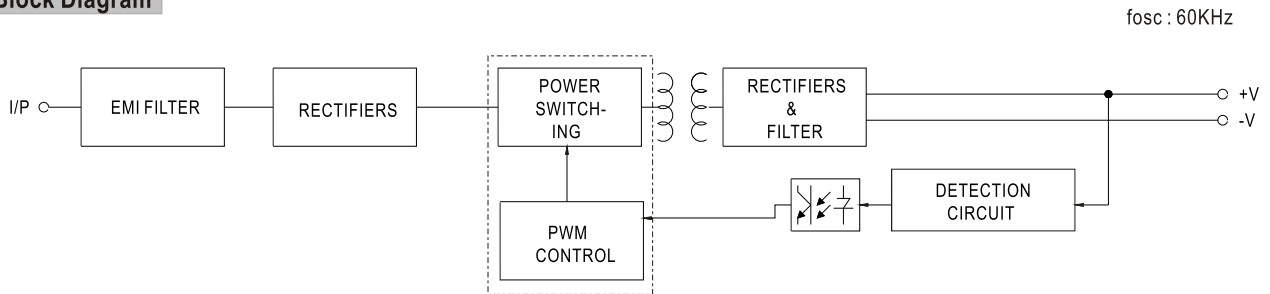 Block Diagram
fosc : 60KHz
I/P
EMI FILTER
RECTIFIERS
POWER
SWITCH-
ING
RECTIFIERS
&
FILTER
+V
-V
DETECTION
CIRCUIT
PWM
CONTROL